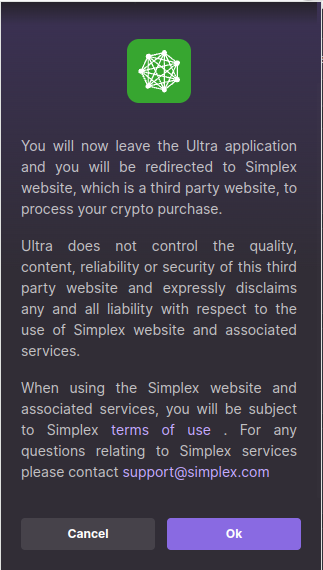 You will now leave the Ultra application
and you will be redirected to Simplex
website, which is a third party website, to
process your crypto purchase.
Ultra does not control the quality,
content, reliability or security of this third
party website and expressly disclaims
any and all liability with respect to the
use of Simplex website and associated
services.
When using the Simplex website and
associated services, you will be subject
to Simplex terms of use . For any
questions relating to Simplex services
please contact support@simplex.com
Cancel Ok